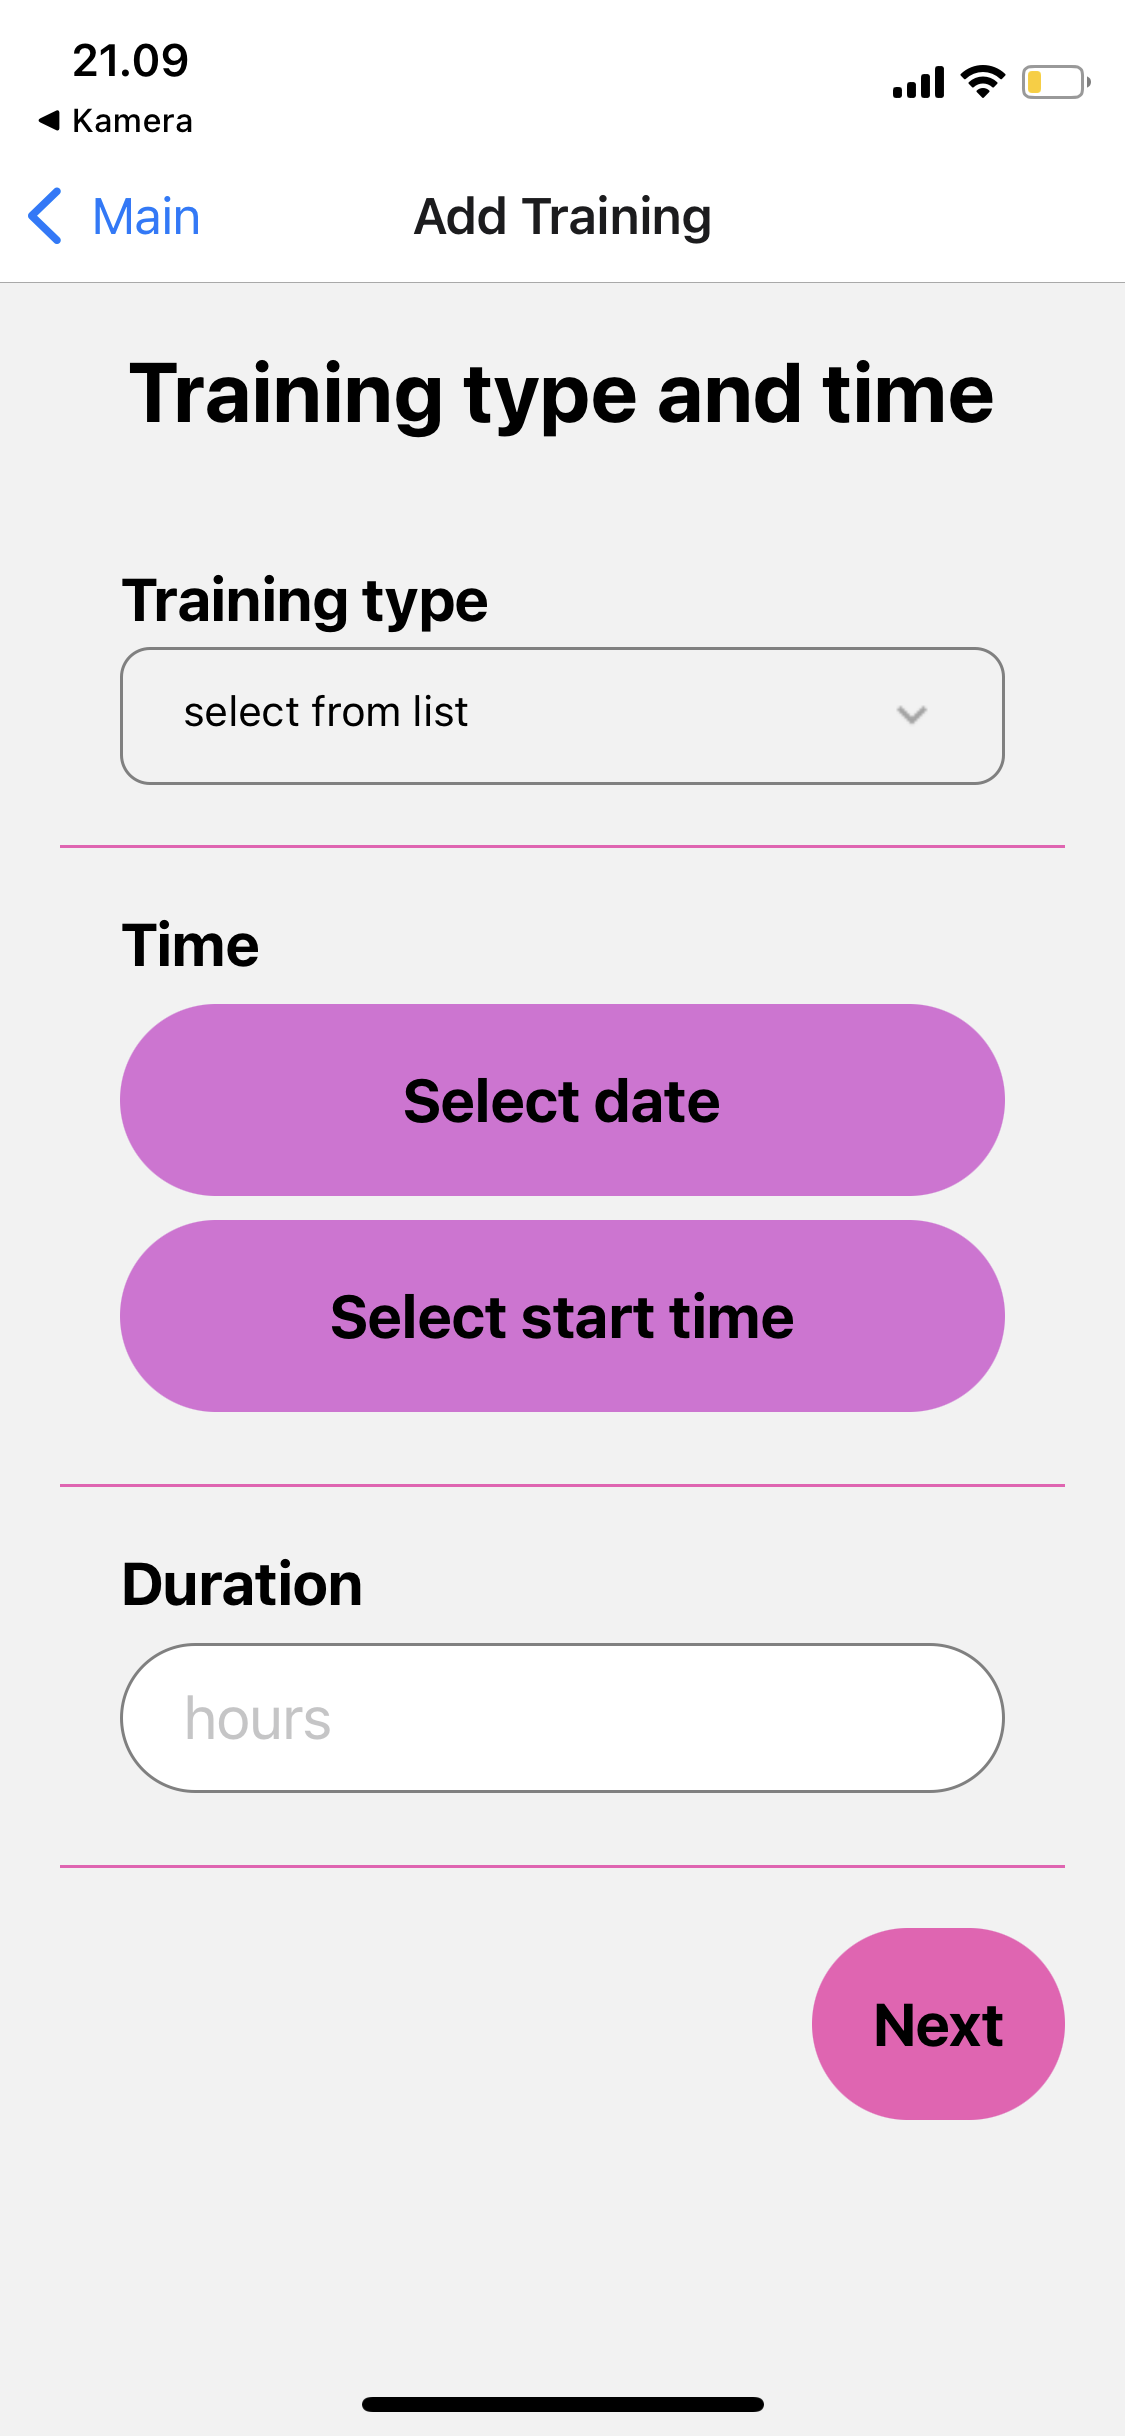 21.09
Kamera
Main
Add Training
Training type and time
Training type
select from list
Time
Select date
Select start time
Duration
hours
Next